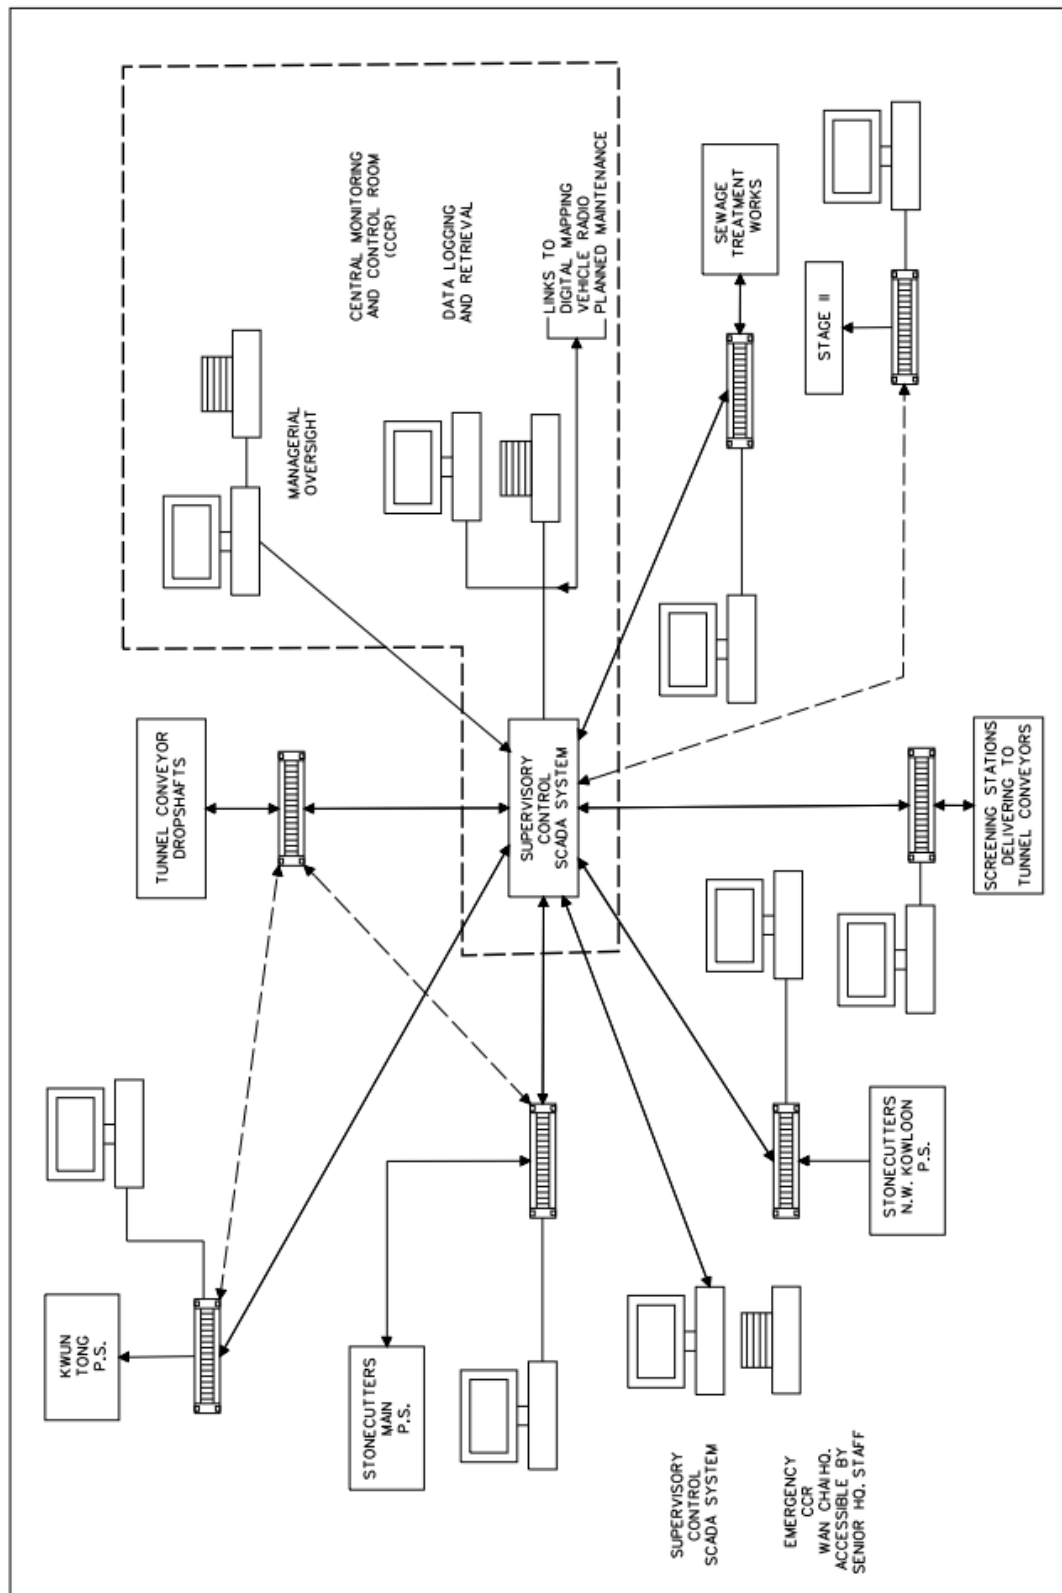 KWUN
TONG
P.S.
STONECUTTERS
MAIN
P.S.
SUPERVISORY
CONTROL
SCADA SYSTEM
EMERGENCY
CCR
WAN CHAI HQ.
ACCESSIBLE BY
SENIOR HQ. STAFF
TUNNEL CONVEYOR
DROPSHAFTS
SUPERVISORY
CONTROL
SCADA SYSTEM
STONECUTTERS
N.W. KOWLOON
P.S.
SCREENING STATIONS
DELIVERING TO
TUNNEL CONVEYORS
MANAGERIAL
OVERSIGHT
CENTRAL MONITORING
AND CONTROL ROOM
(CCR)
DATA LOGGING
AND RETRIEVAL
LINKS TO
DIGITAL MAPPING
VEHICLE RADIO
PLANNED MAINTENANCE
SEWAGE
TREATMENT
WORKS
STAGE II